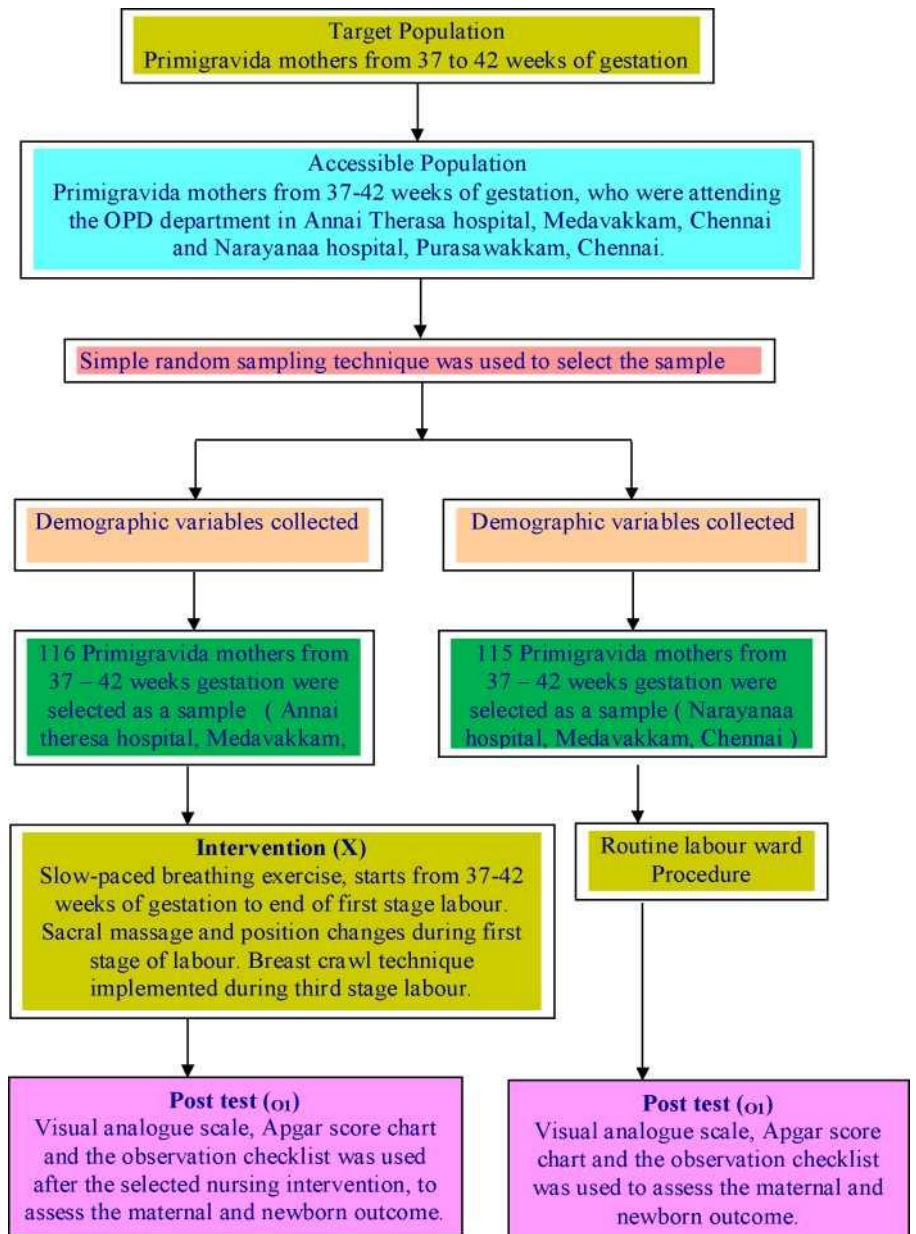 Target Population
Primigravida mothers from 37 to 42 weeks of gestation
Accessible Population
Primigravida mothers from 37-42 weeks of gestation, who were attending
the OPD department in Annai Therasa hospital, Medavakkam, Chennai
and Narayanaa hospital, Purasawakkam, Chennai.
Simple random sampling technique was used to select the sample
Demographic variables collected
Demographic variables collected
116 Primigravida mothers from
37 – 42 weeks gestation were
selected as a sample ( Annai
theresa hospital, Medavakkam,
115 Primigravida mothers from
37 – 42 weeks gestation were
selected as a sample ( Narayanaa
hospital, Medavakkam, Chennai )
Intervention (X)
Slow-paced breathing exercise, starts from 37-42
weeks of gestation to end of first stage labour.
Sacral massage and position changes during first
stage of labour. Breast crawl technique
implemented during third stage labour.
Routine labour ward
Procedure
Post test (O1)
Visual analogue scale, Apgar score chart
and the observation checklist was used
after the selected nursing intervention, to
assess the maternal and newborn outcome.
Post test (O1)
Visual analogue scale, Apgar score
chart and the observation checklist
was used to assess the maternal and
newborn outcome.